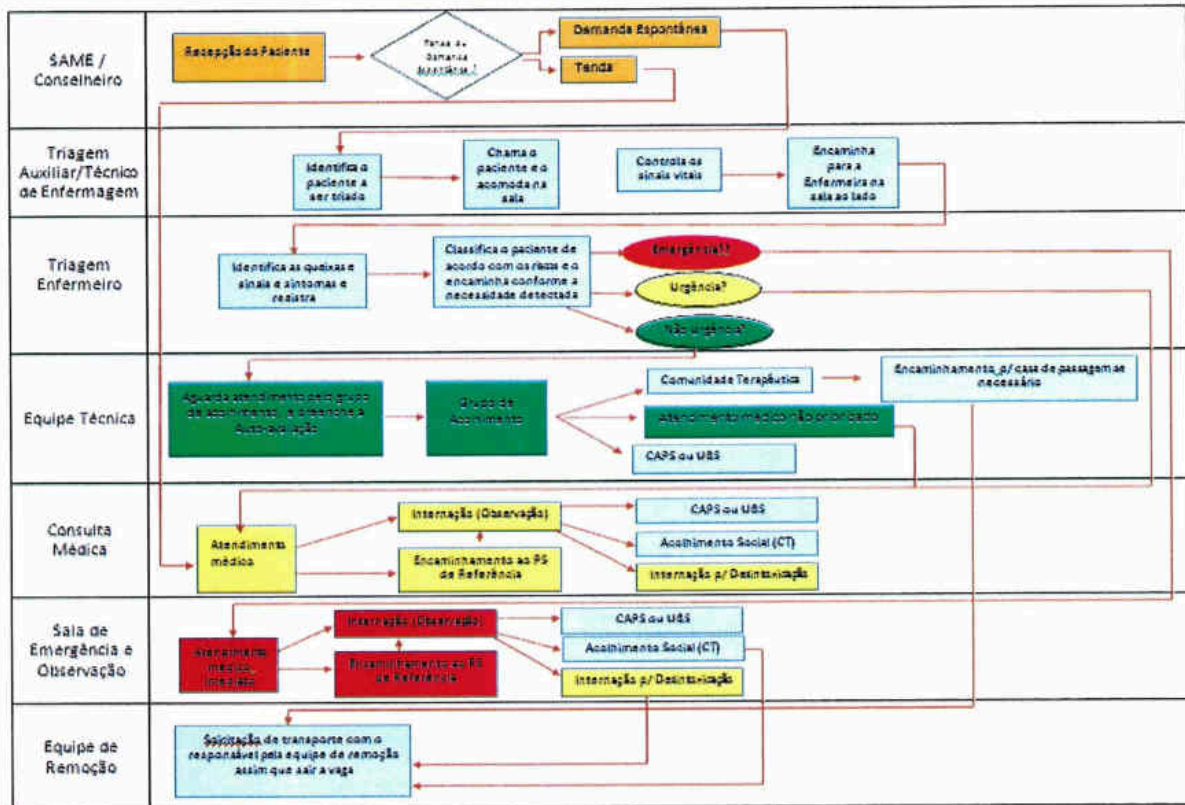 SAME /
Conselheiro
Recepção do Paciente
Demanda
Demanda Espontânea
Tenda
Triagem
Auxiliar/Técnico
de Enfermagem
Identifica o
paciente a
ser triado
Chama o
paciente e o
acomoda na
sala
Controla os
sinais vitais
Encaminha
para a
Enfermeira na
sala ao lado
Triagem
Enfermeiro
Identifica as queixas e
sinais e sintomas e
registra
Classifica o paciente de
acordo com os e o
encaminha conforme a
necessidade detectada
Emergência?
Urgência?
Não urgência?
Equipe Técnica
Aguarda atendimento pelo grupo
de acolhimento e preenche a
Auto-avaliação
Grupo de
Acolhimento
Comunidade Terapêutica
Encaminhamento p/ casa de passagem se
necessário
Atendimento médico não priorizado
CAPS ou UBS
Consulta
Médica
Atendimento
médico
Internação (Observação)
Encaminhamento ao PS
de Referência
CAPS ou UBS
Acolhimento Social (CT)
Internação p/ Desintoxicação
Sala de
Emergência e
Observação
Atendimento
médico
imediato
Internação (Observação)
Encaminhamento ao PS
de Referência
CAPS ou UBS
Acolhimento Social (CT)
Internação p/ Desintoxicação
Equipe de
Remoção
Solicitação de transporte com o
responsável pela equipe de remoção
assim que sair a vaga